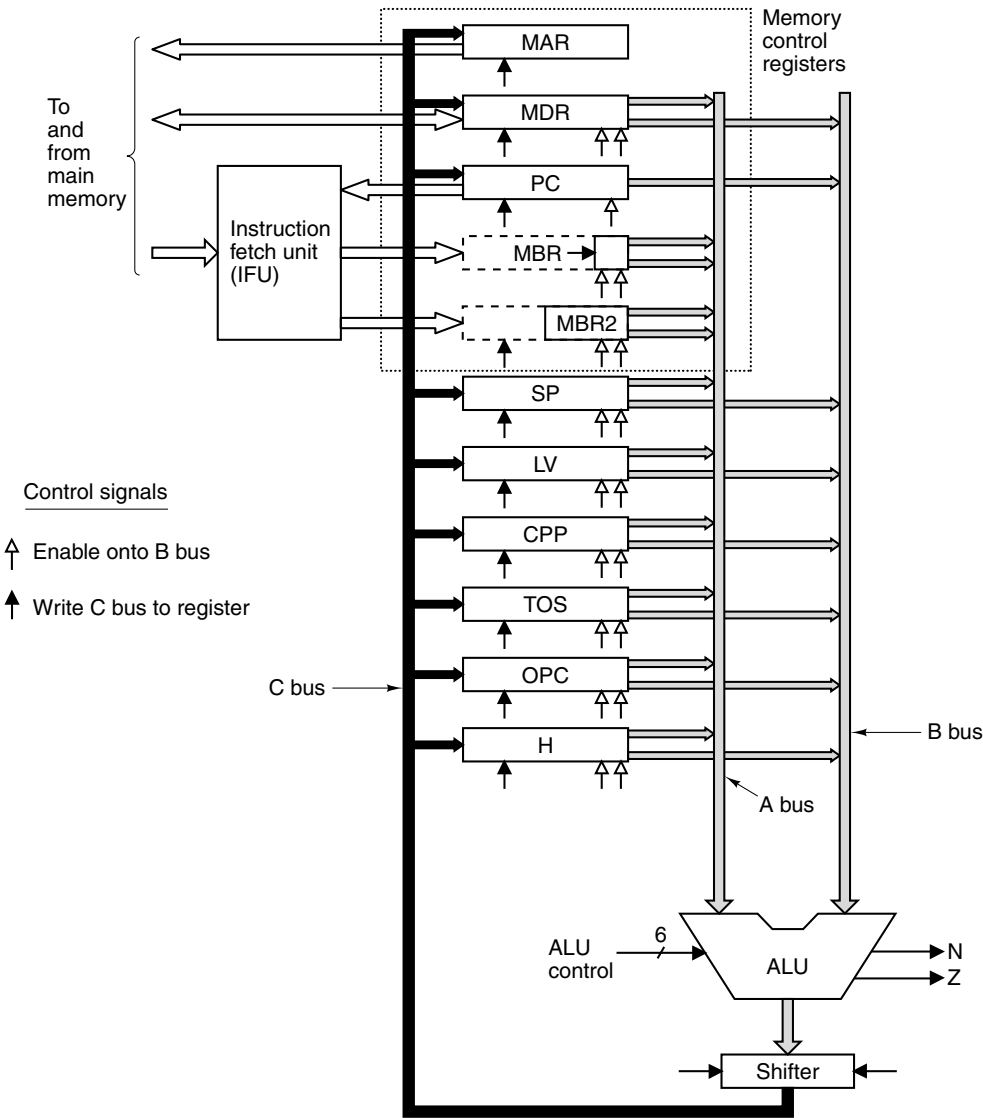 MAR
Memory
control
registers
To
and
from
main
memory
MDR
PC
Instruction
fetch unit
(IFU)
MBR
MBR2
SP
LV
Control signals
Enable onto B bus
CPP
Write C bus to register
TOS
C bus
OPC
H
B bus
A bus
ALU
control
6
ALU
N
Z
Shifter